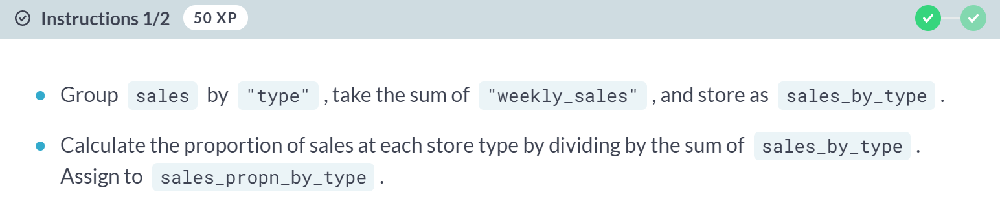 Instructions 1/2 50 XP
Group sales by "type", take the sum of "weekly_sales", and store as sales_by_type.
Calculate the proportion of sales at each store type by dividing by the sum of sales_by_type.
Assign to sales_propn_by_type.